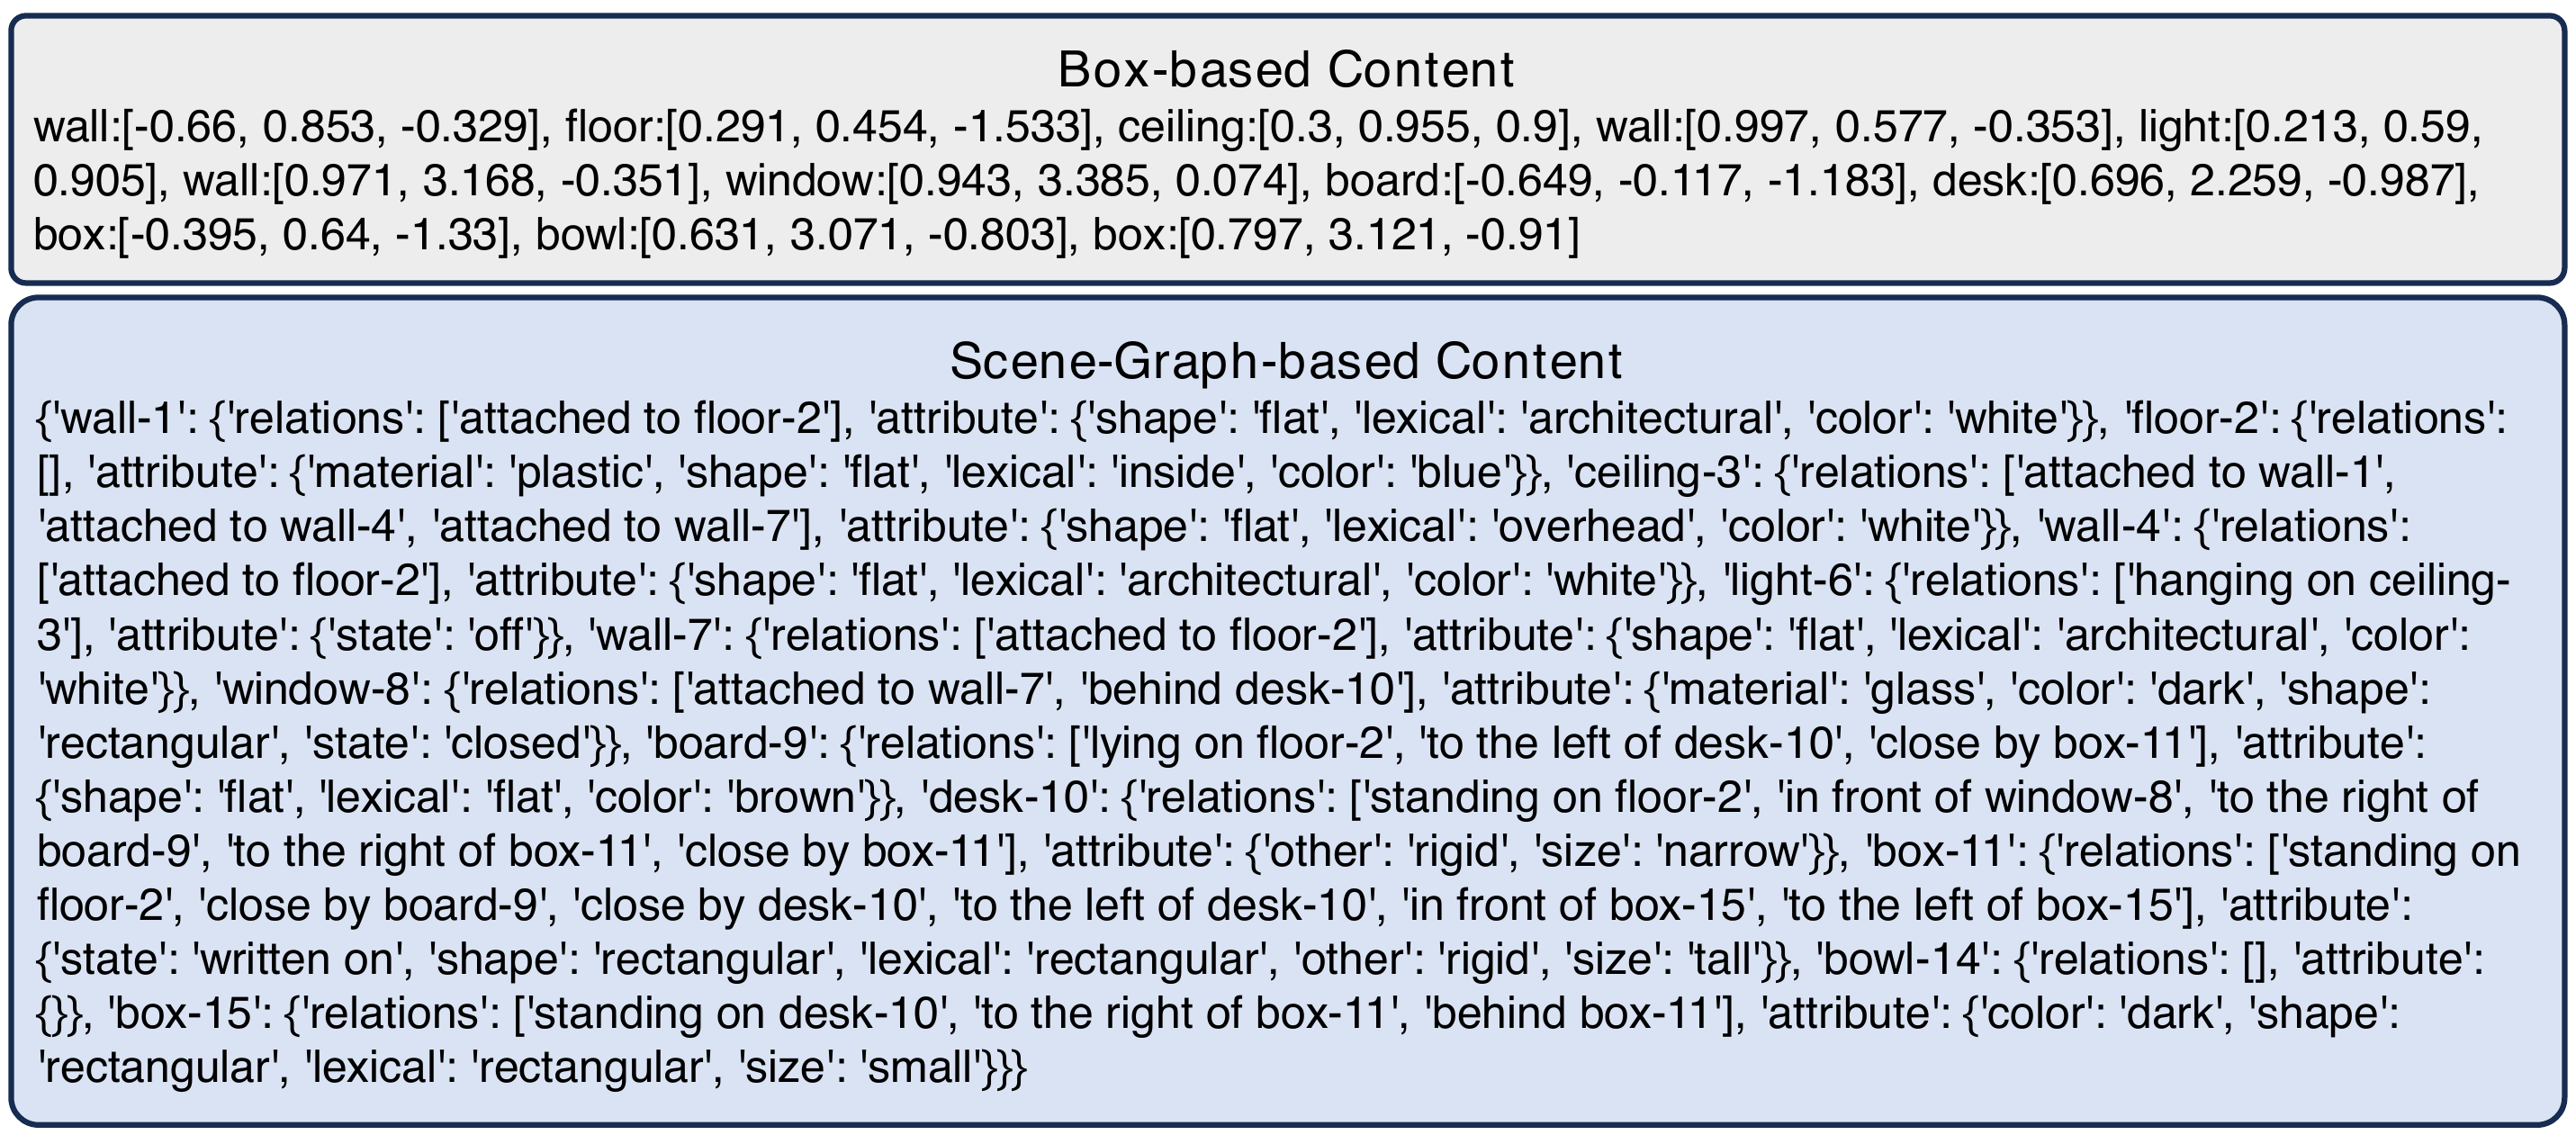 Box-based Content
wall:[-0.66, 0.853, -0.329], floor:[0.291, 0.454, -1.533], ceiling:[0.3, 0.955, 0.9], wall:[0.997, 0.577, -0.353], light:[0.213, 0.59,
0.905], wall:[0.971, 3.168, -0.351], window:[0.943, 3.385, 0.074], board:[-0.649, -0.117, -1.183], desk:[0.696, 2.259, -0.987],
box:[-0.395, 0.64, -1.33], bowl:[0.631, 3.071, -0.803], box:[0.797, 3.121, -0.91]
Scene-Graph-based Content
{'wall-1': {'relations': ['attached to floor-2'], 'attribute': {'shape': 'flat', 'lexical': 'architectural', 'color': 'white'}}, 'floor-2': {'relations':
[], 'attribute': {'material': 'plastic', 'shape': 'flat', 'lexical': 'inside', 'color': 'blue'}}, 'ceiling-3': {'relations': ['attached to wall-1',
'attached to wall-4', 'attached to wall-7'], 'attribute': {'shape': 'flat', 'lexical': 'overhead', 'color': 'white'}}, 'wall-4': {'relations':
['attached to floor-2'], 'attribute': {'shape': 'flat', 'lexical': 'architectural', 'color': 'white'}}, 'light-6': {'relations': ['hanging on ceiling-
3'], 'attribute': {'state': 'off'}}, 'wall-7': {'relations': ['attached to floor-2'], 'attribute': {'shape': 'flat', 'lexical': 'architectural', 'color':
'white'}}, 'window-8': {'relations': ['attached to wall-7', 'behind desk-10'], 'attribute': {'material': 'glass', 'color': 'dark', 'shape':
'rectangular', 'state': 'closed'}}, 'board-9': {'relations': ['lying on floor-2', 'to the left of desk-10', 'close by box-11'], 'attribute':
{'shape': 'flat', 'lexical': 'flat', 'color': 'brown'}}, 'desk-10': {'relations': ['standing on floor-2', 'in front of window-8', 'to the right of
board-9', 'to the right of box-11', 'close by box-11'], 'attribute': {'other': 'rigid', 'size': 'narrow'}}, 'box-11': {'relations': ['standing on
floor-2', 'close by board-9', 'close by desk-10', 'to the left of desk-10', 'in front of box-15', 'to the left of box-15'], 'attribute':
{'state': 'written on', 'shape': 'rectangular', 'lexical': 'rectangular', 'other': 'rigid', 'size': 'tall'}}, 'bowl-14': {'relations': [], 'attribute':
{}}, 'box-15': {'relations': ['standing on desk-10', 'to the right of box-11', 'behind box-11'], 'attribute': {'color': 'dark', 'shape':
'rectangular', 'lexical': 'rectangular', 'size': 'small'}}}